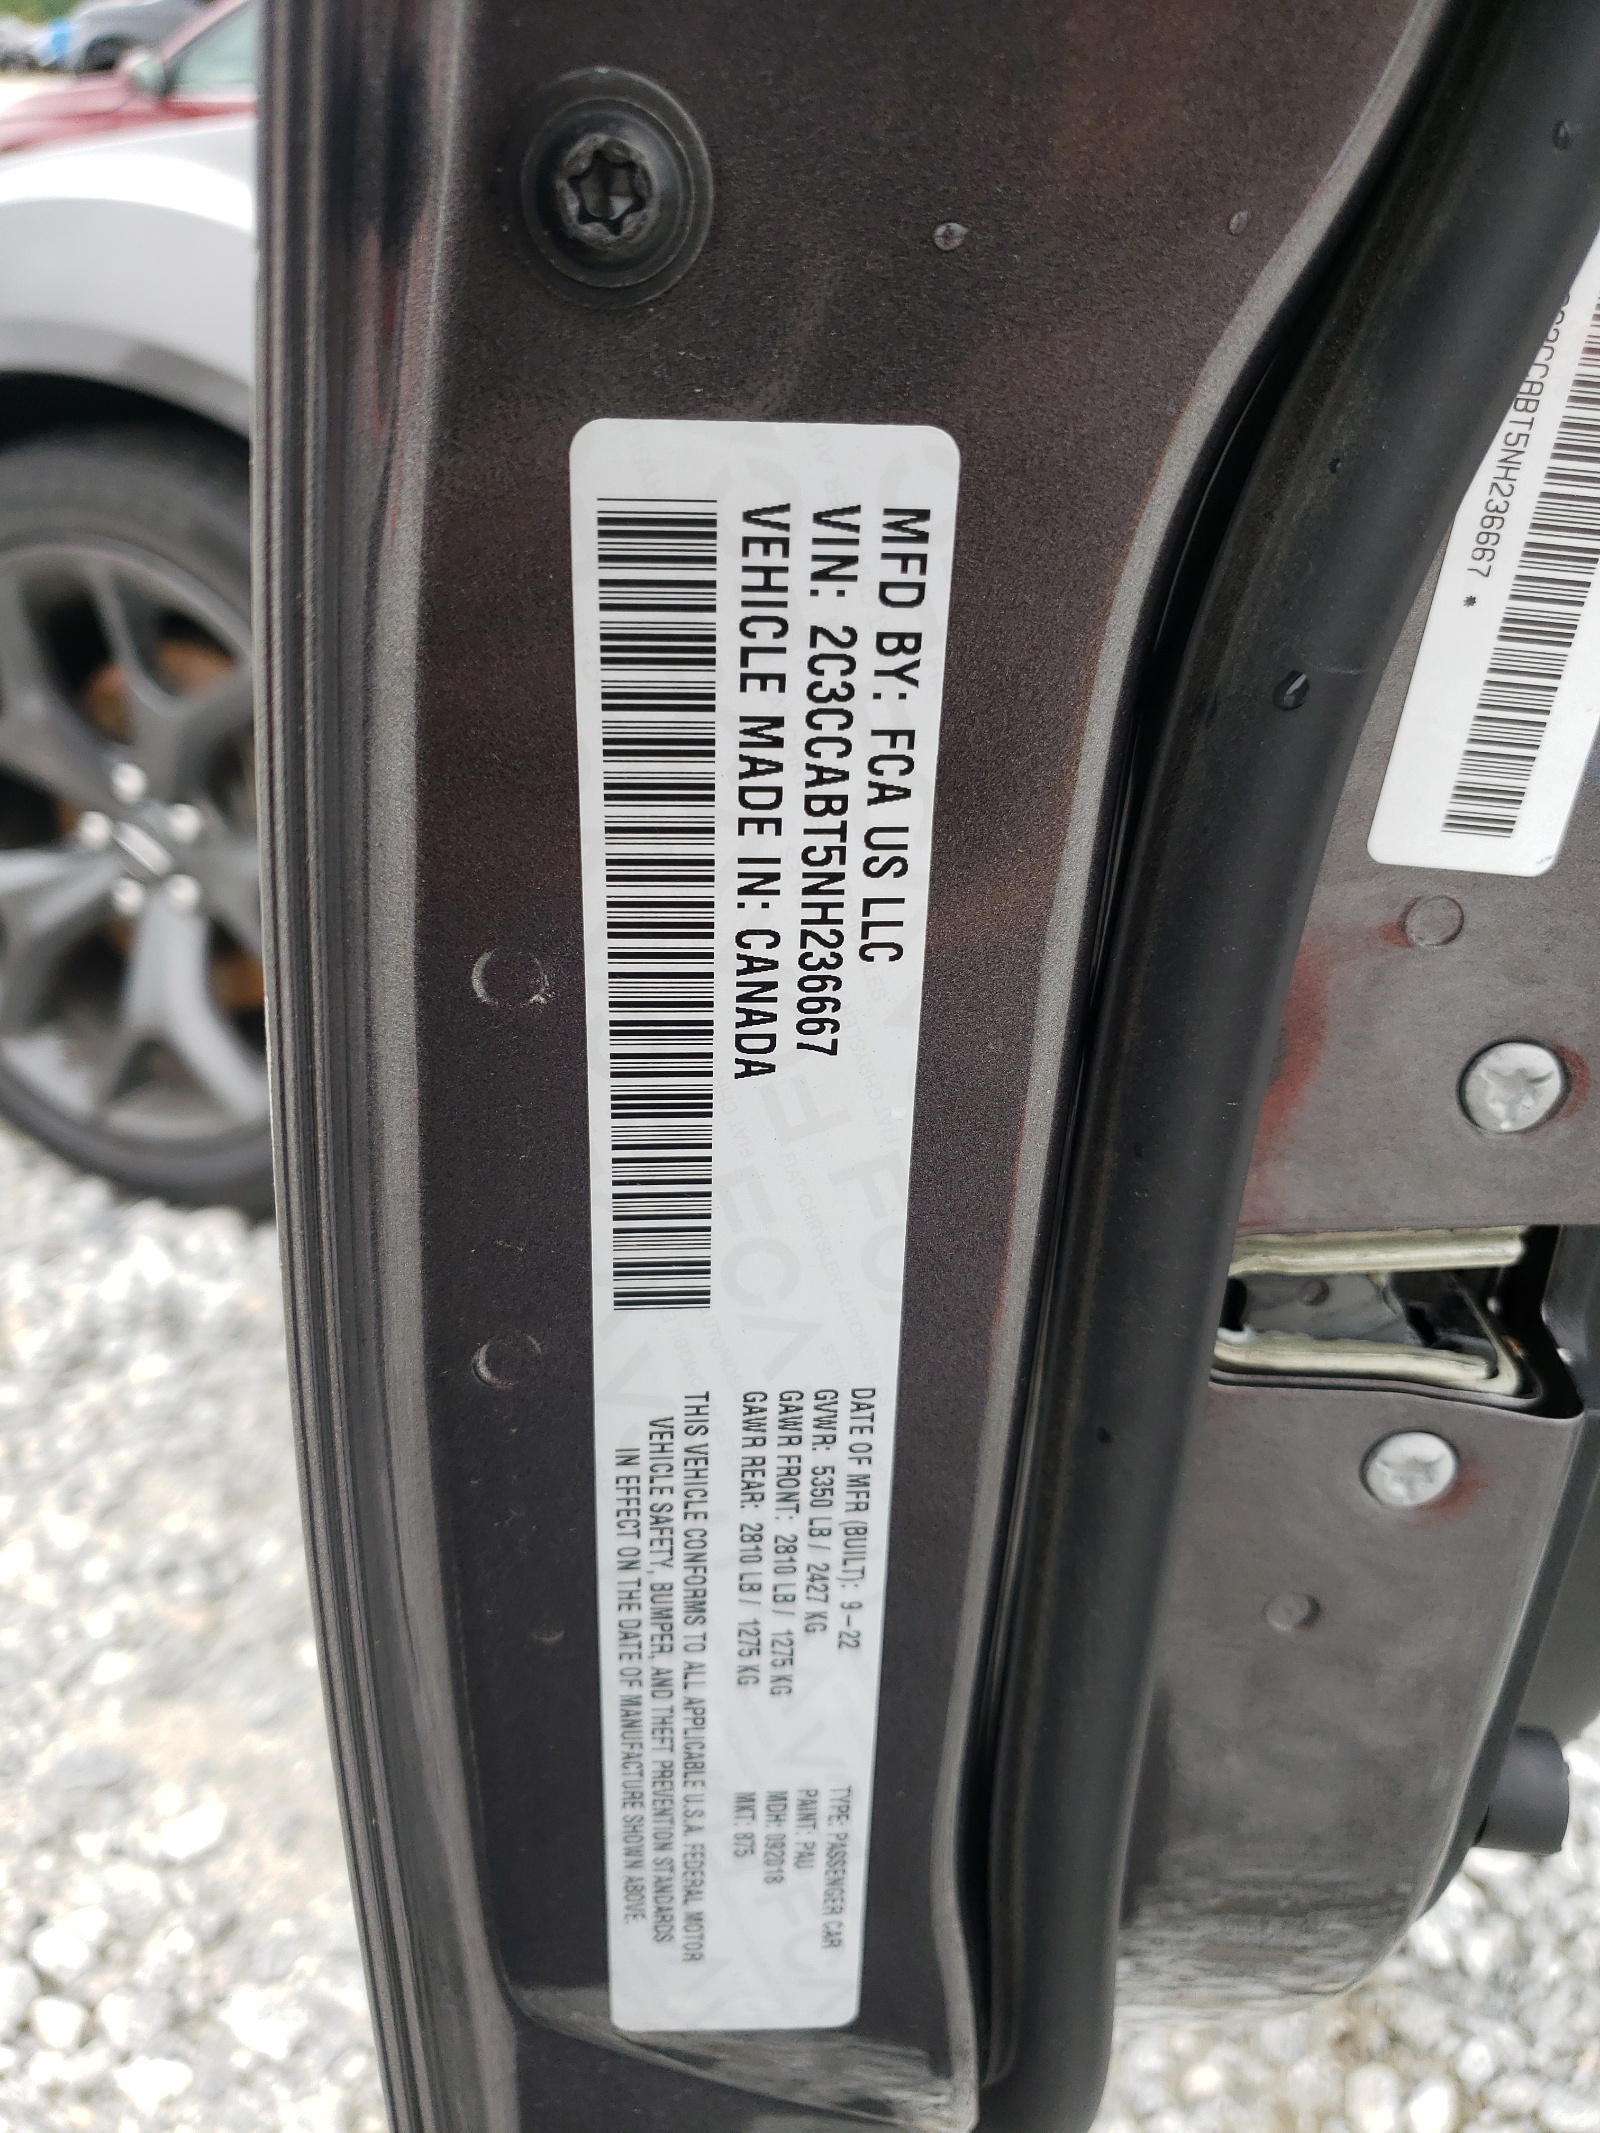 MFD BY: FCA US LLC
VIN: 2C3CCABT5NH236667
VEHICLE MADE IN: CANADA
DATE OF MFR (BUILT): 9-22
GVWR: 5350 LB / 2427 KG
GAWR FRONT: 2810 LB / 1275 KG
GAWR REAR: 2810 LB / 1275 KG
TYPE: PASSENGER CAR
PAINT: PAU
MDH: 092018
MKT: 875
THIS VEHICLE CONFORMS TO ALL APPLICABLE U.S.A. FEDERAL MOTOR
VEHICLE SAFETY, BUMPER, AND THEFT PREVENTION STANDARDS
IN EFFECT ON THE DATE OF MANUFACTURE SHOWN ABOVE.
C3CCABT5NH236667 *